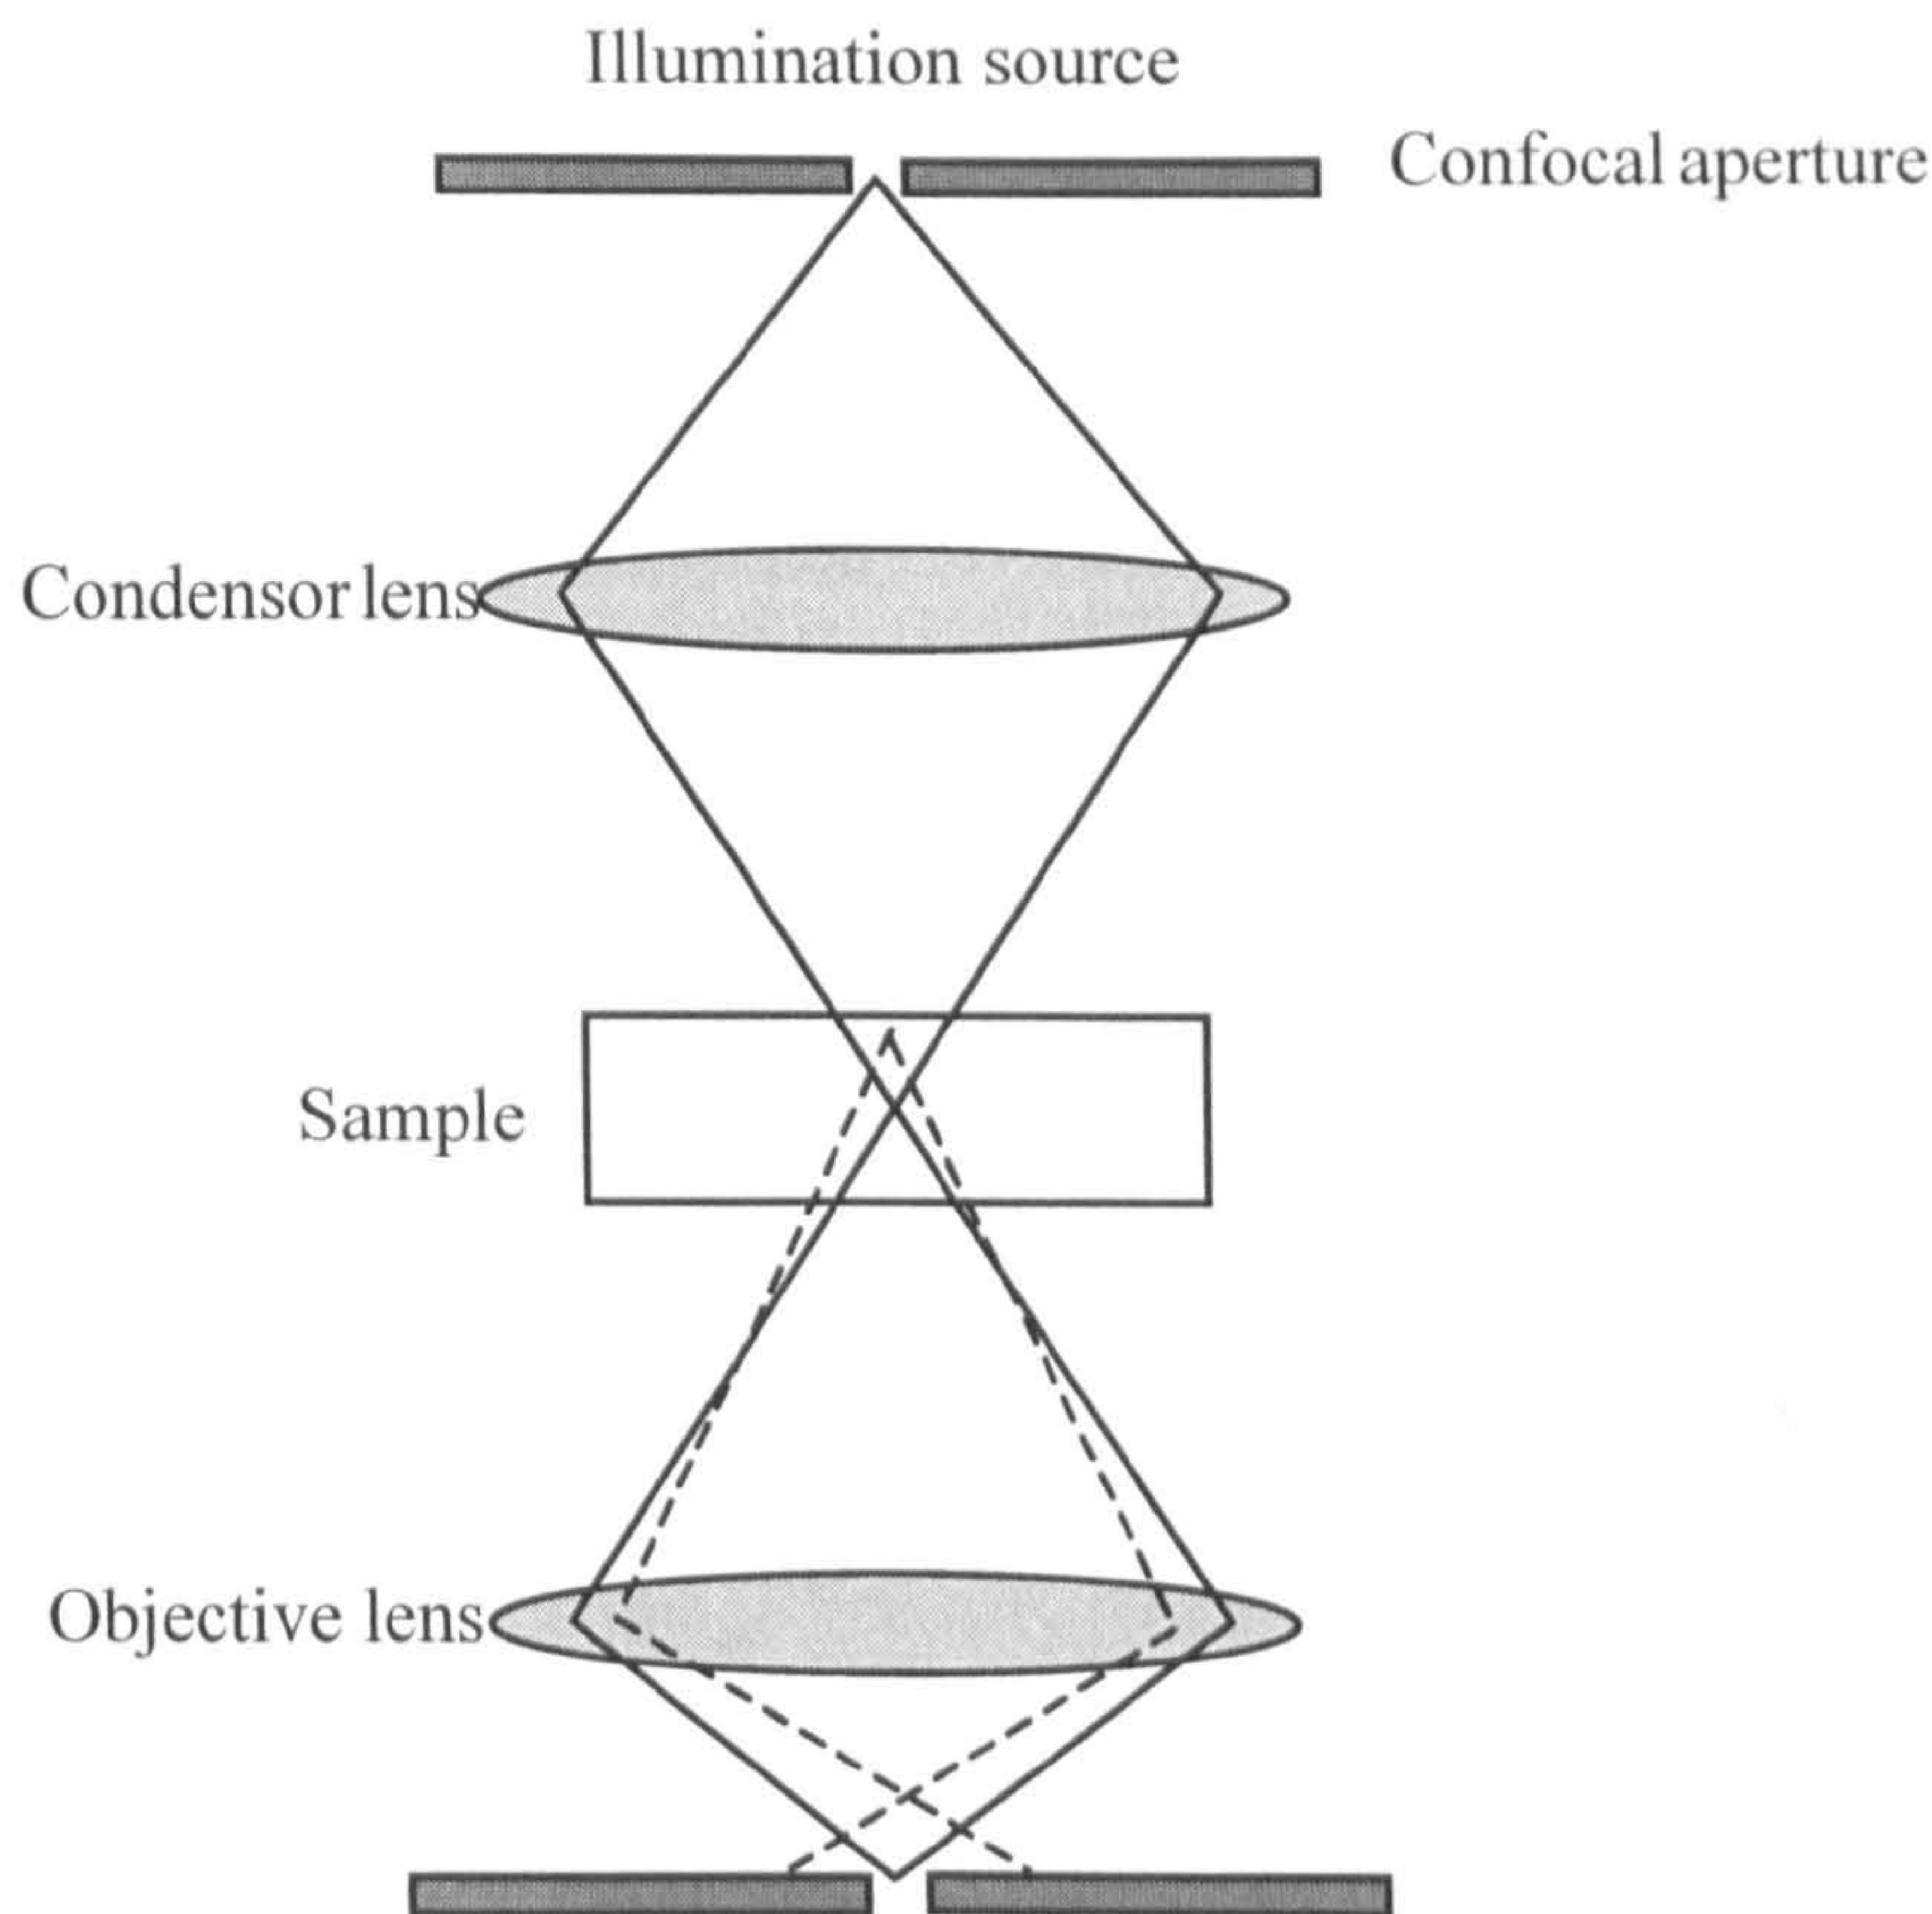 Illumination source
Confocal aperture
Condensor lens
Sample
Objective lens